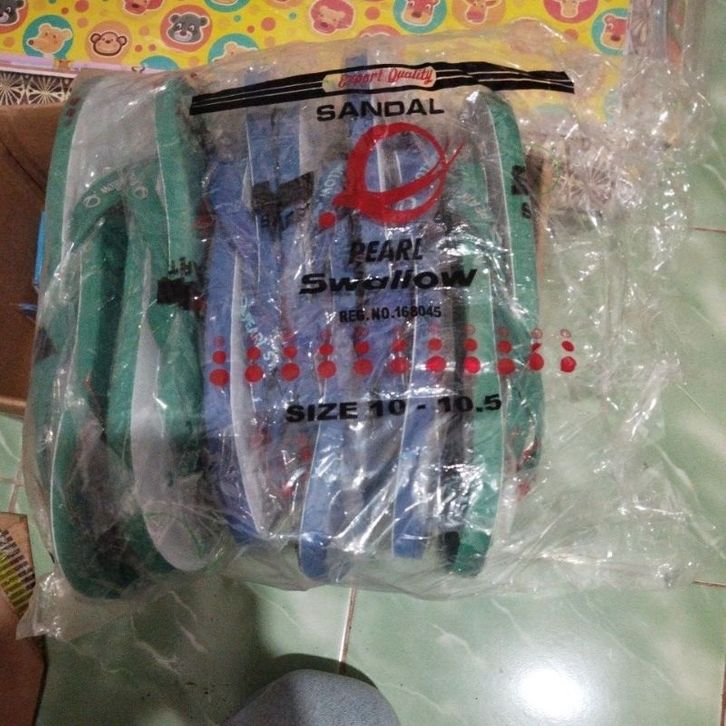 Export Quality
SANDAL
PEARL
Swallow
REG.NO.168045
SIZE 10 - 10.5